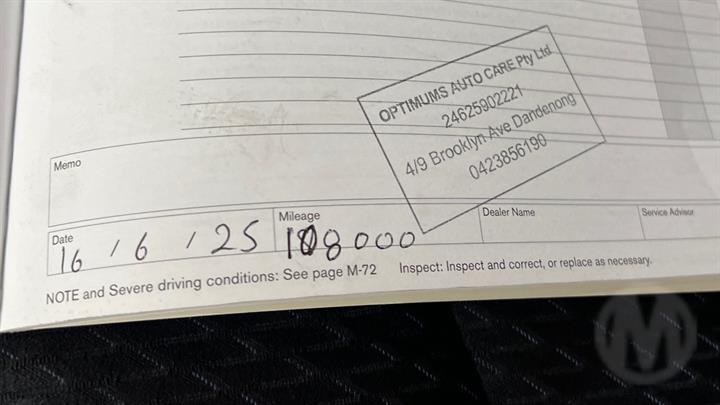 OPTIMUMS AUTO CARE Pty Ltd
24625902221
4/9 Brooklyn Ave Dandenong
0423856190
Memo
Date
16 / 6 / 25
Mileage
108000
Dealer Name
Service Advisor
NOTE and Severe driving conditions: See page M-72
Inspect: Inspect and correct, or replace as necessary.
M